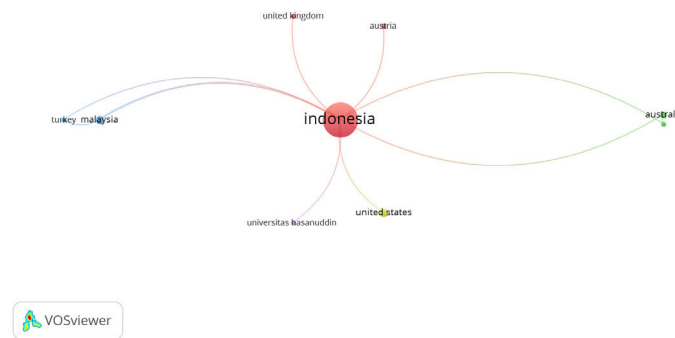 united kingdom
austria
indonesia
turkey
malaysia
austral
universitas hasanuddin
united states
VOSviewer